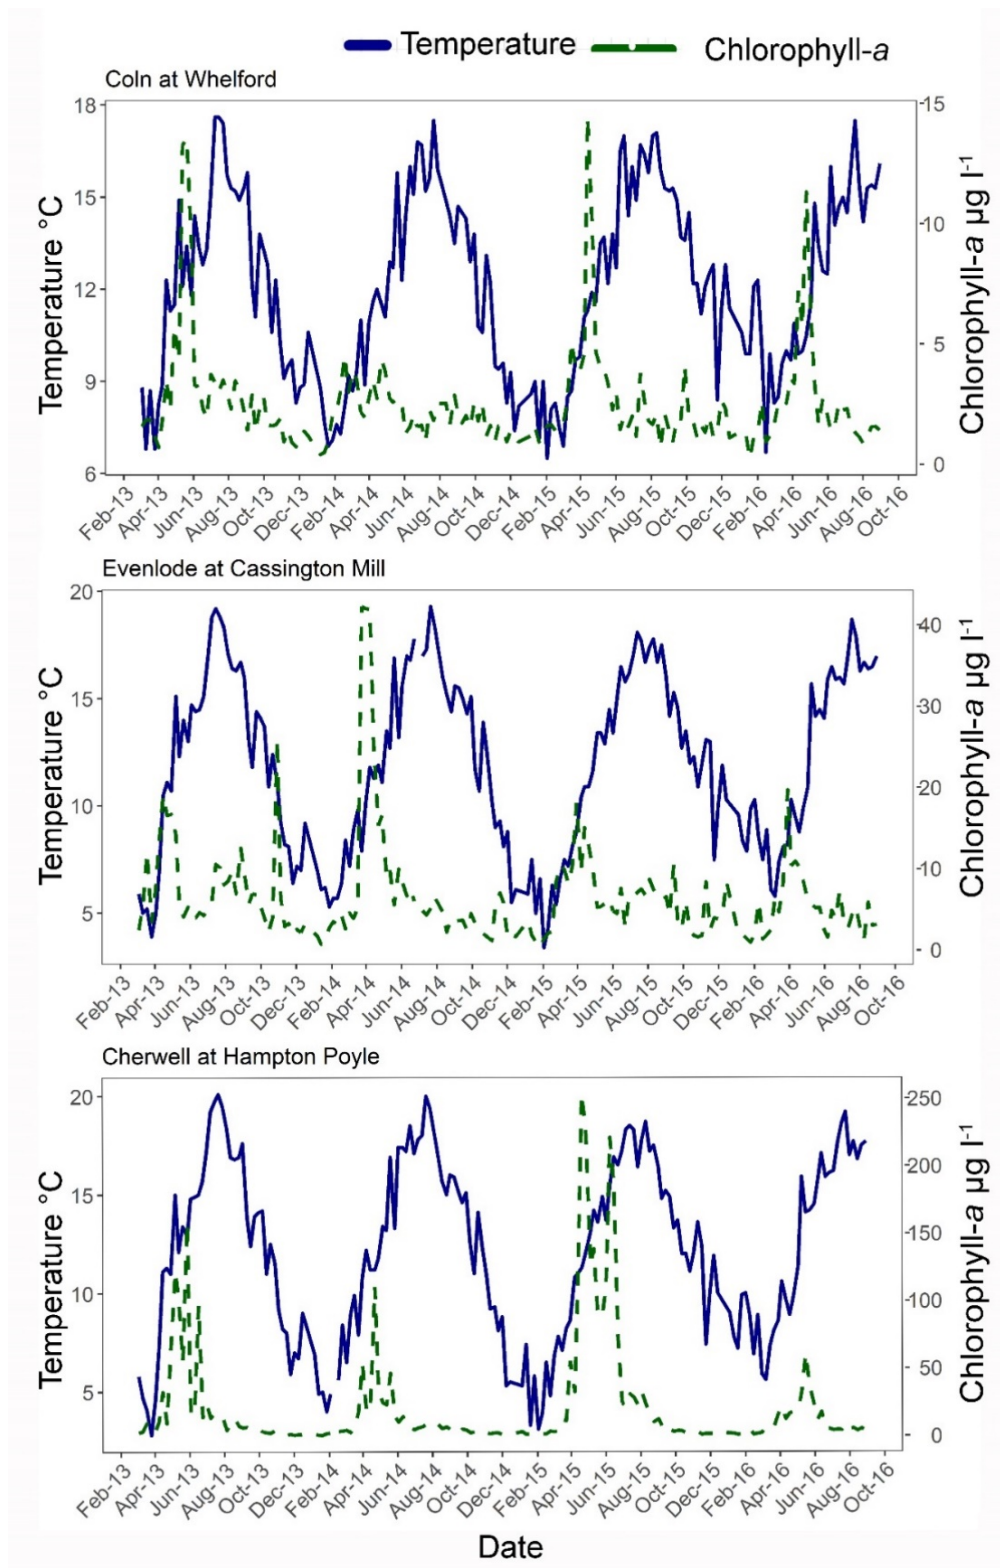 Temperature Chlorophyll-a
Coln at Whelford
18
15
12
9
6
Temperature °C
15
10
5
0
Chlorophyll-a µg l-1
Feb-13 Apr-13 Jun-13 Aug-13 Oct-13 Dec-13 Feb-14 Apr-14 Jun-14 Aug-14 Oct-14 Dec-14 Feb-15 Apr-15 Jun-15 Aug-15 Oct-15 Dec-15 Feb-16 Apr-16 Jun-16 Aug-16 Oct-16
Evenlode at Cassington Mill
20
15
10
5
Temperature °C
40
30
20
10
0
Chlorophyll-a µg l-1
Feb-13 Apr-13 Jun-13 Aug-13 Oct-13 Dec-13 Feb-14 Apr-14 Jun-14 Aug-14 Oct-14 Dec-14 Feb-15 Apr-15 Jun-15 Aug-15 Oct-15 Dec-15 Feb-16 Apr-16 Jun-16 Aug-16 Oct-16
Cherwell at Hampton Poyle
20
15
10
5
Temperature °C
250
200
150
100
50
0
Chlorophyll-a µg l-1
Feb-13 Apr-13 Jun-13 Aug-13 Oct-13 Dec-13 Feb-14 Apr-14 Jun-14 Aug-14 Oct-14 Dec-14 Feb-15 Apr-15 Jun-15 Aug-15 Oct-15 Dec-15 Feb-16 Apr-16 Jun-16 Aug-16 Oct-16
Date